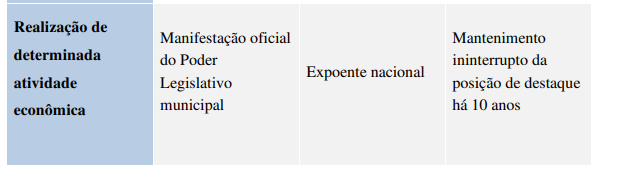 Realização de
determinada
atividade
econômica
Manifestação oficial
do Poder
Legislativo
municipal
Expoente nacional
Mantenimento
ininterrupto da
posição de destaque
há 10 anos